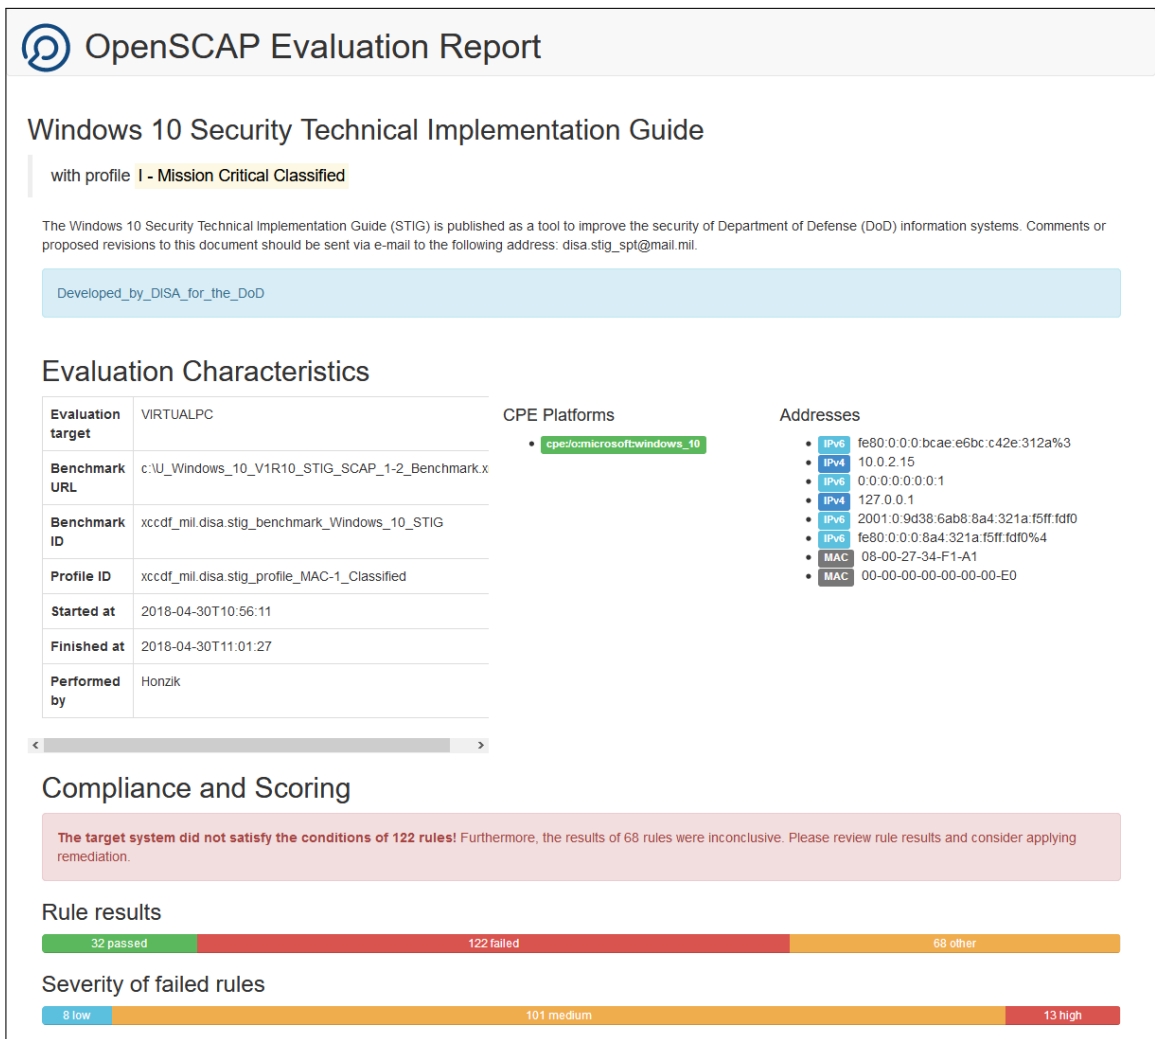 OpenSCAP Evaluation Report
Windows 10 Security Technical Implementation Guide
with profile I - Mission Critical Classified
The Windows 10 Security Technical Implementation Guide (STIG) is published as a tool to improve the security of Department of Defense (DoD) information systems. Comments or
proposed revisions to this document should be sent via e-mail to the following address: disa.stig_spt@mail.mil.
Developed_by_DISA_for_the_DoD
Evaluation Characteristics
Evaluation target VIRTUALPC
Benchmark URL c:\U_Windows_10_V1R10_STIG_SCAP_1-2_Benchmark.x
Benchmark ID xccdf_mil.disa.stig_benchmark_Windows_10_STIG
Profile ID xccdf_mil.disa.stig_profile_MAC-1_Classified
Started at 2018-04-30T10:56:11
Finished at 2018-04-30T11:01:27
Performed by Honzik
CPE Platforms
cpe:/o:microsoft:windows_10
Addresses
IPv6 fe80:0:0:0:bcae:e6bc:c42e:312a%3
IPv4 10.0.2.15
IPv6 0:0:0:0:0:0:0:1
IPv4 127.0.0.1
IPv6 2001:0:9d38:6ab8:8a4:321a:f5ff:fdf0
IPv6 fe80:0:0:0:8a4:321a:f5ff:fdf0%4
MAC 08-00-27-34-F1-A1
MAC 00-00-00-00-00-00-00-E0
Compliance and Scoring
The target system did not satisfy the conditions of 122 rules! Furthermore, the results of 68 rules were inconclusive. Please review rule results and consider applying
remediation.
Rule results
32 passed 122 failed 68 other
Severity of failed rules
8 low 101 medium 13 high